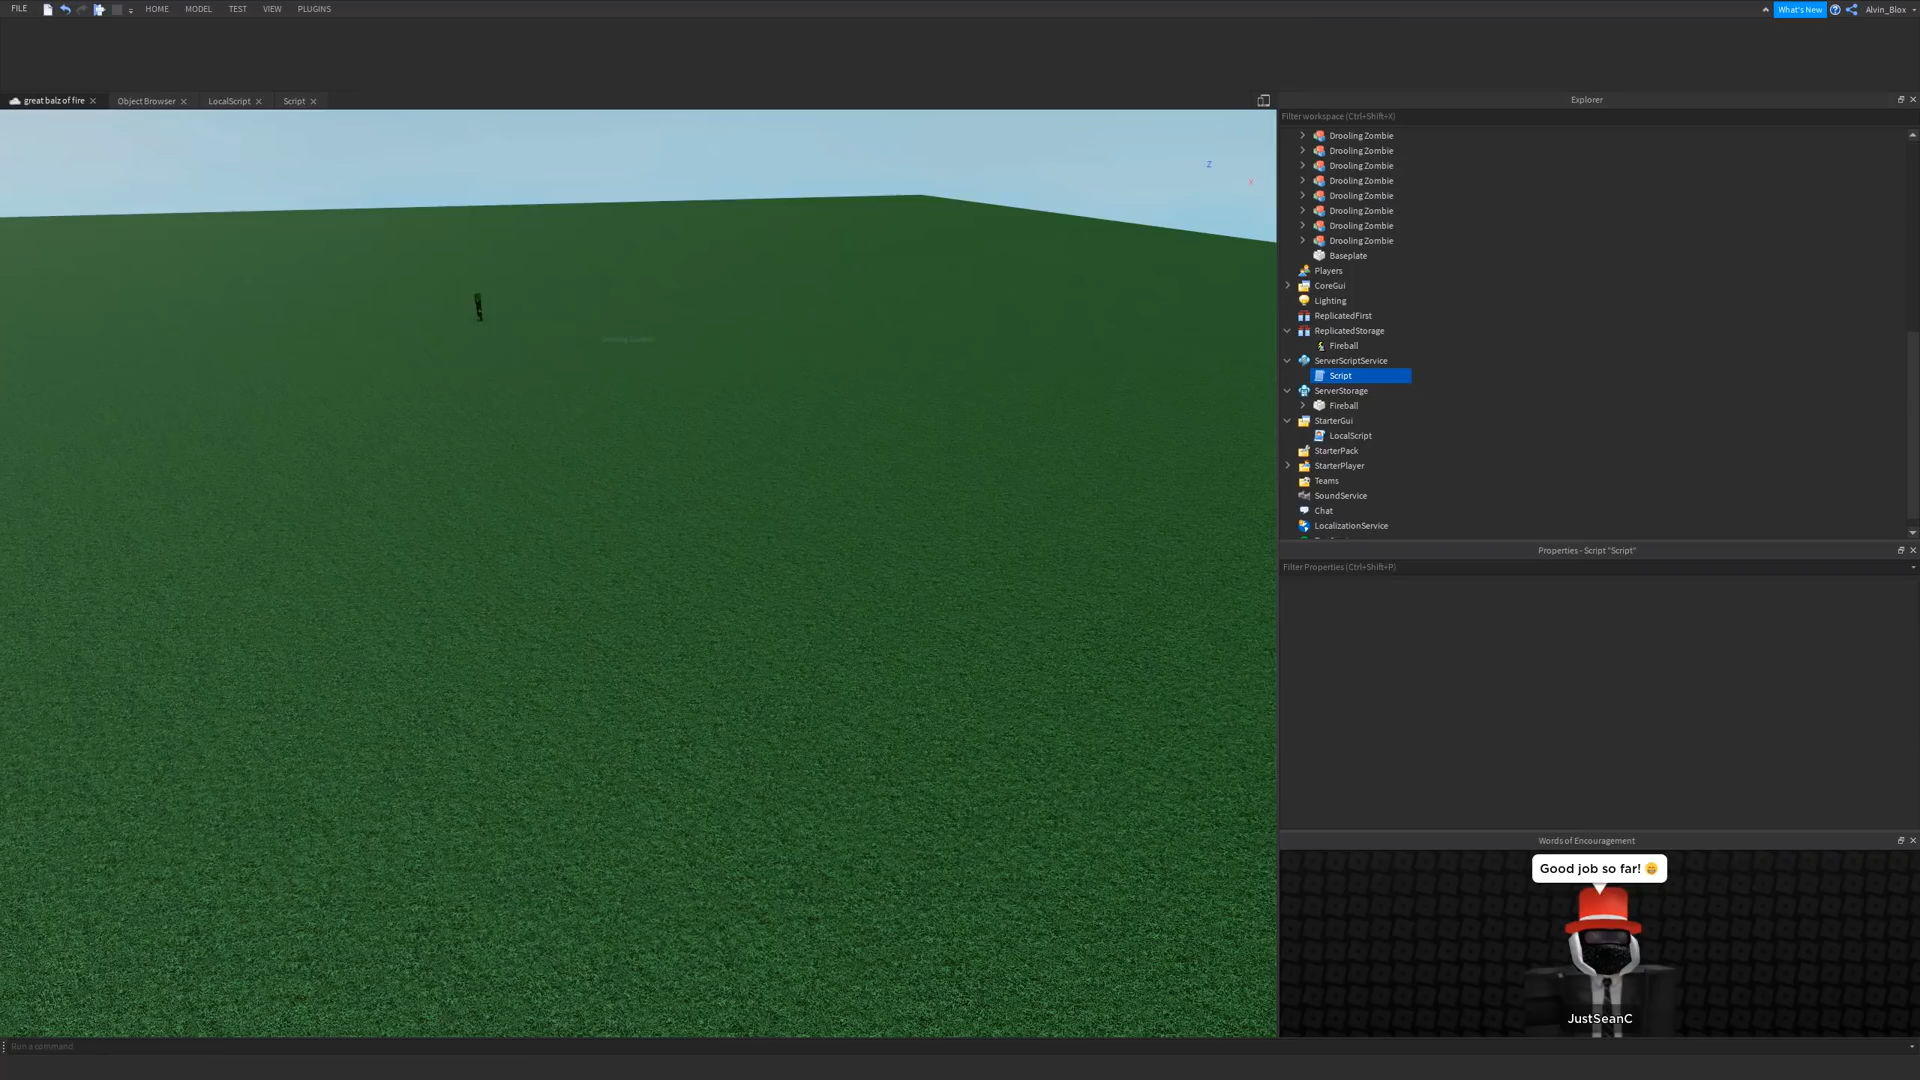 FILE
HOME
MODEL
TEST
VIEW
PLUGINS
What's New
Alvin_Blox
great balz of fire
Object Browser
LocalScript
Script
Z
X
Explorer
Filter workspace (Ctrl+Shift+X)
Drooling Zombie
Drooling Zombie
Drooling Zombie
Drooling Zombie
Drooling Zombie
Drooling Zombie
Drooling Zombie
Drooling Zombie
Baseplate
Players
CoreGui
Lighting
ReplicatedFirst
ReplicatedStorage
Fireball
ServerScriptService
Script
ServerStorage
Fireball
StarterGui
LocalScript
StarterPack
StarterPlayer
Teams
SoundService
Chat
LocalizationService
Properties - Script "Script"
Filter Properties (Ctrl+Shift+P)
Words of Encouragement
Good job so far! 😄
JustSeanC
Run a command